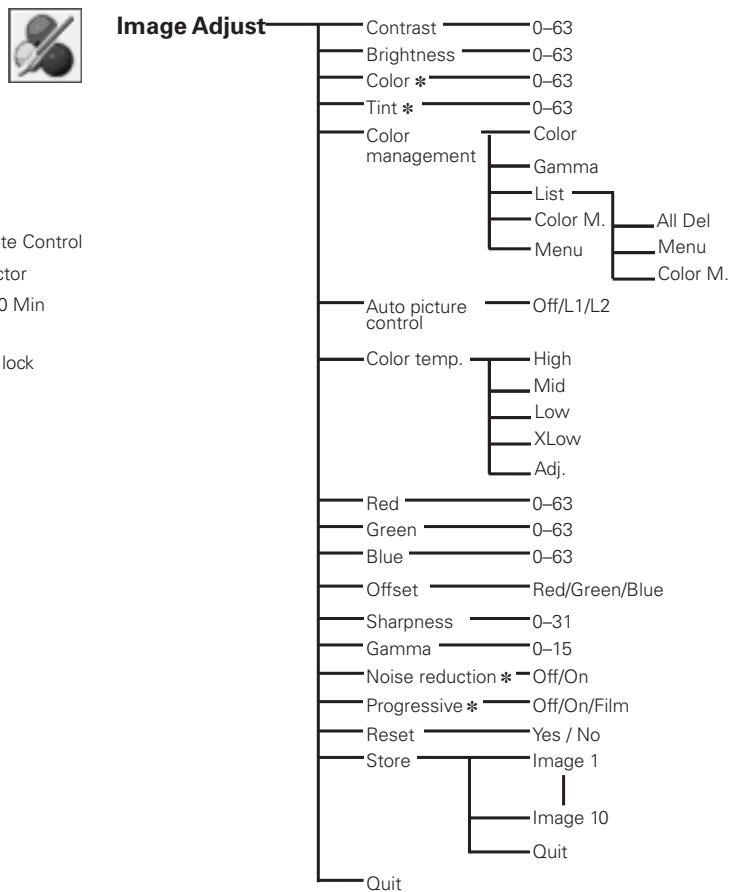 Image Adjust
Contrast 0–63
Brightness 0–63
Color ✻ 0–63
Tint ✻ 0–63
Color management
Color
Gamma
List
All Del
Menu
Color M.
Color M.
Menu
Auto picture control Off/L1/L2
Color temp.
High
Mid
Low
XLow
Adj.
Red 0–63
Green 0–63
Blue 0–63
Offset Red/Green/Blue
Sharpness 0–31
Gamma 0–15
Noise reduction ✻ Off/On
Progressive ✻ Off/On/Film
Reset Yes / No
Store
Image 1
Image 10
Quit
Quit
Control
Min
lock